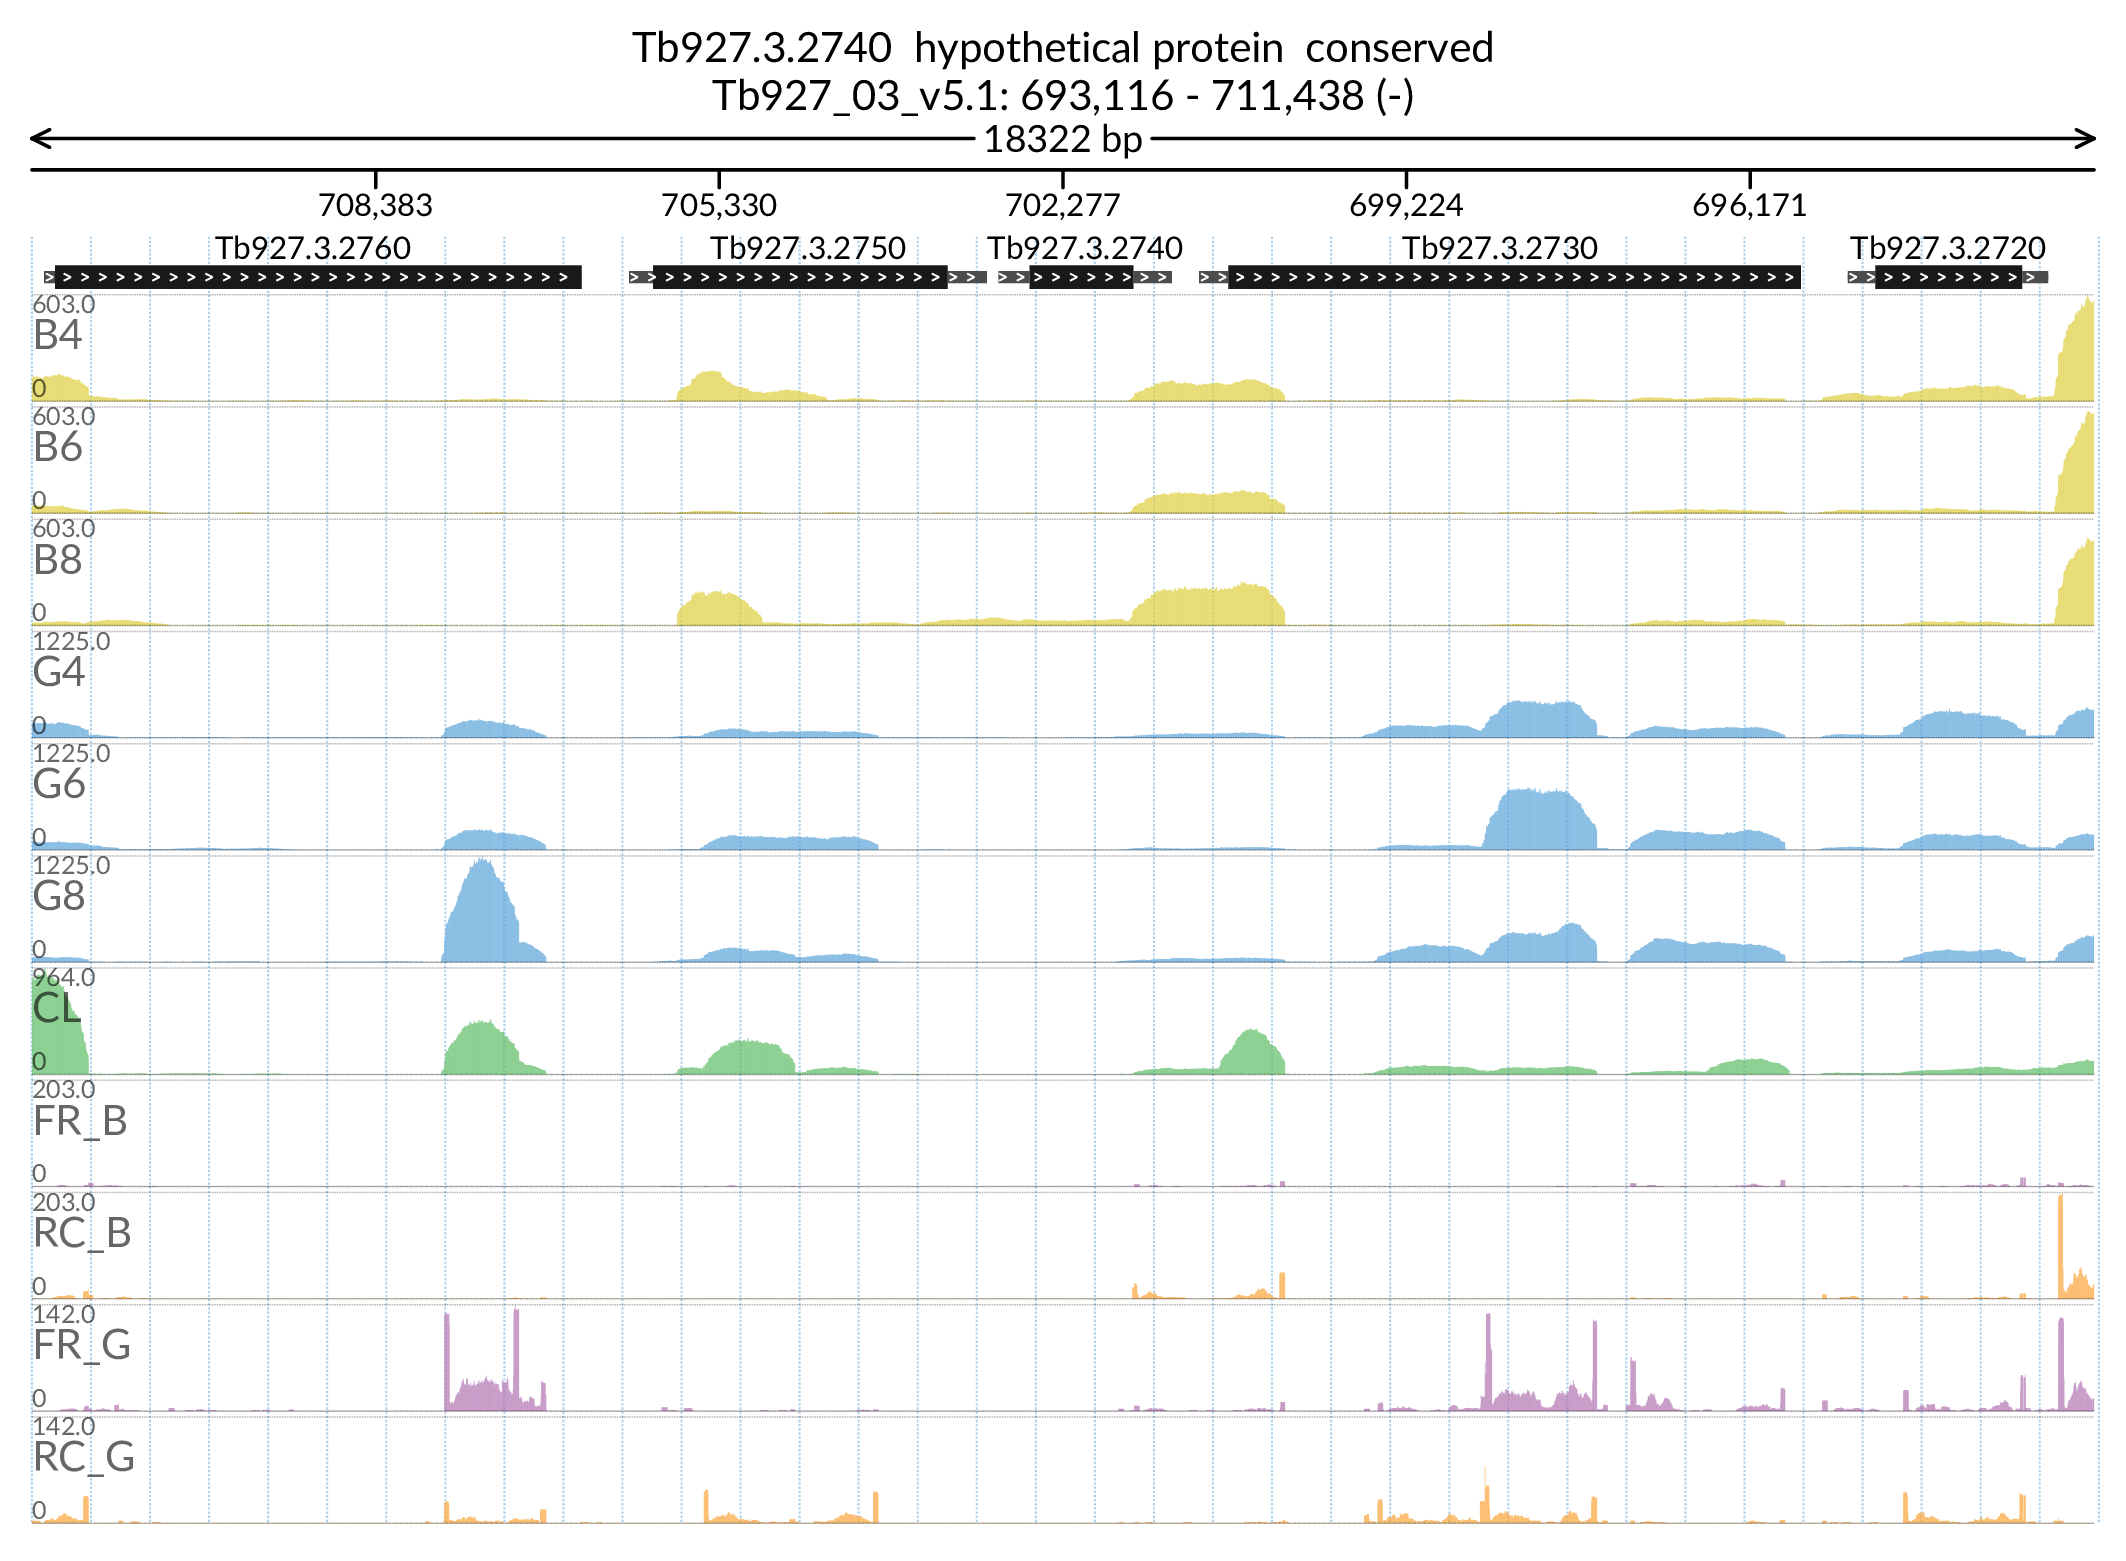 Tb927.3.2740 hypothetical protein conserved
Tb927_03_v5.1: 693,116 - 711,438 (-)
18322 bp
708,383 705,330 702,277 699,224 696,171
Tb927.3.2760 Tb927.3.2750 Tb927.3.2740 Tb927.3.2730 Tb927.3.2720
603.0
B4
0
603.0
B6
0
603.0
B8
0
1225.0
G4
0
1225.0
G6
0
1225.0
G8
0
964.0
CL
0
203.0
FR_B
0
203.0
RC_B
0
142.0
FR_G
0
142.0
RC_G
0